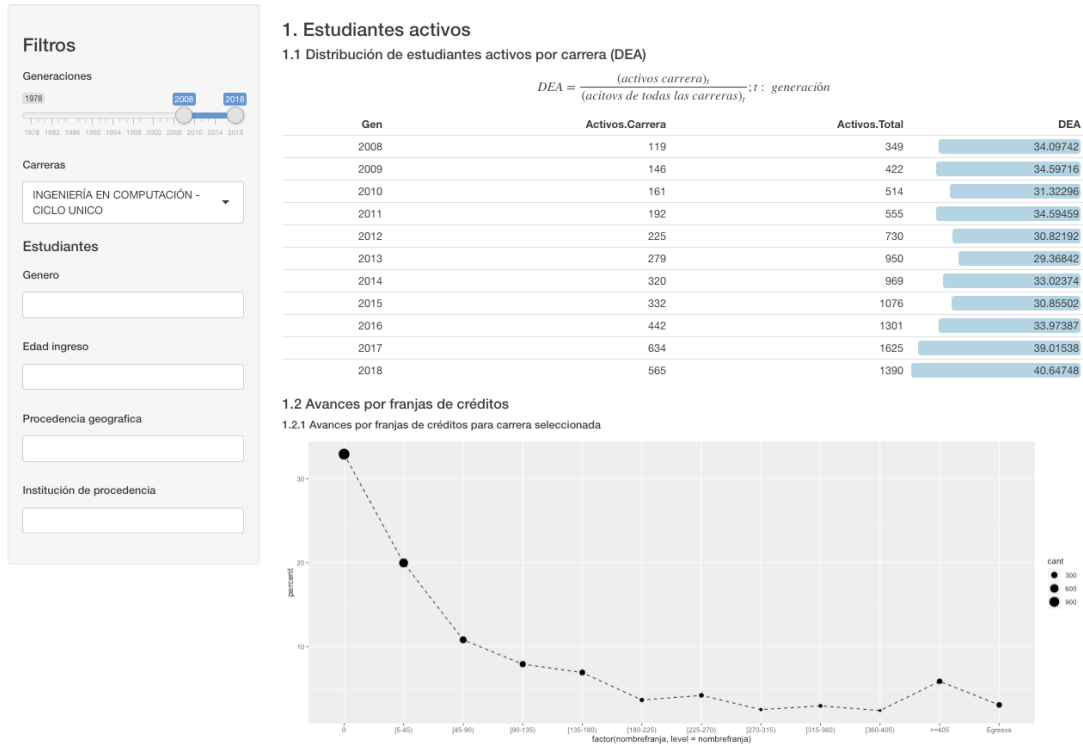 Filtros
Generaciones
1978
2008
2018
1978 1982 1986 1990 1994 1998 2002 2006 2010 2014 2018
Carreras
INGENIERÍA EN COMPUTACIÓN -
CICLO UNICO
Estudiantes
Genero
Edad ingreso
Procedencia geografica
Institución de procedencia
1. Estudiantes activos
1.1 Distribución de estudiantes activos por carrera (DEA)
DEA = (activos carrera)t / (acitovs de todas las carreras)t ; t : generación
Gen Activos.Carrera Activos.Total DEA
2008 119 349 34.09742
2009 146 422 34.59716
2010 161 514 31.32296
2011 192 555 34.59459
2012 225 730 30.82192
2013 279 950 29.36842
2014 320 969 33.02374
2015 332 1076 30.85502
2016 442 1301 33.97387
2017 634 1625 39.01538
2018 565 1390 40.64748
1.2 Avances por franjas de créditos
1.2.1 Avances por franjas de créditos para carrera seleccionada
30
20
10
percent
0 [5-45) [45-90) [90-135) [135-180) [180-225) [225-270) [270-315) [315-360) [360-405) >=405 Egresos
factor(nombrefranja, level = nombrefranja)
cant
300
600
900